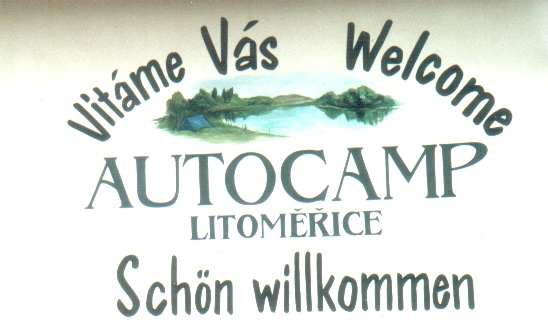 Vítáme Vás Welcome
AUTOCAMP
LITOMĚŘICE
Schön willkommen